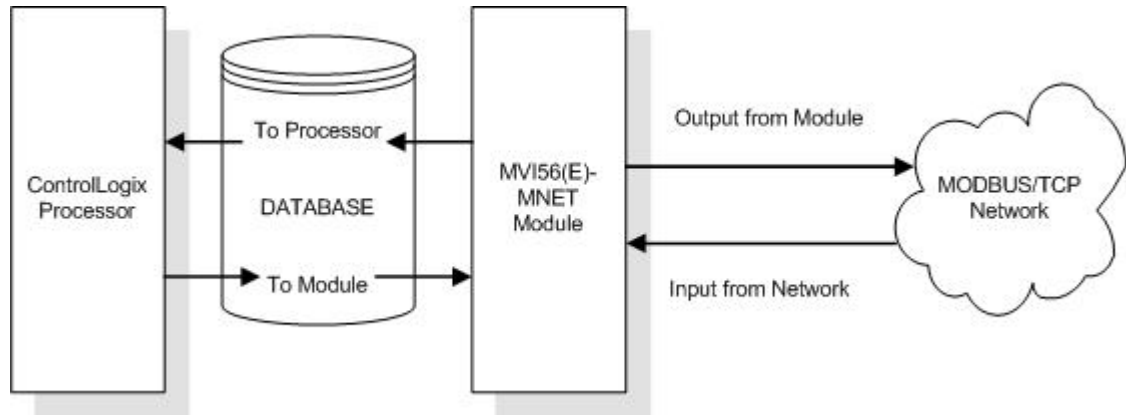 ControlLogix
Processor
To Processor
DATABASE
To Module
MVI56(E)-
MNET
Module
Output from Module
Input from Network
MODBUS/TCP
Network